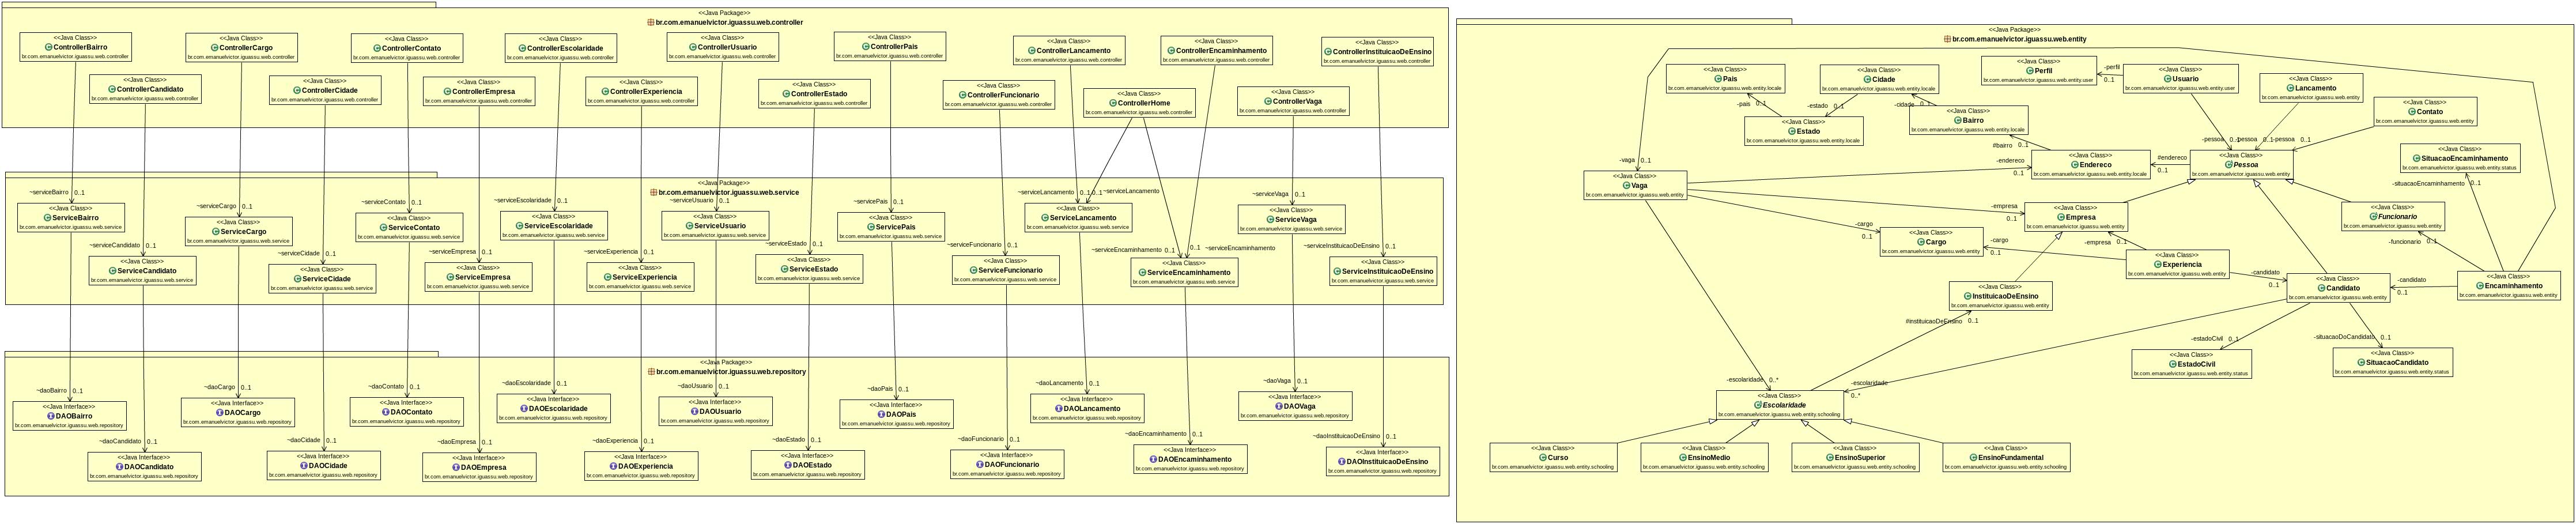 <<Java Package>>
br.com.emanuelvictor.iguassu.web.controller
<<Java Class>>
ControllerBairro
br.com.emanuelvictor.iguassu.web.controller
<<Java Class>>
ControllerCargo
br.com.emanuelvictor.iguassu.web.controller
<<Java Class>>
ControllerContato
br.com.emanuelvictor.iguassu.web.controller
<<Java Class>>
ControllerEscolaridade
br.com.emanuelvictor.iguassu.web.controller
<<Java Class>>
ControllerUsuario
br.com.emanuelvictor.iguassu.web.controller
<<Java Class>>
ControllerPais
br.com.emanuelvictor.iguassu.web.controller
<<Java Class>>
ControllerLancamento
br.com.emanuelvictor.iguassu.web.controller
<<Java Class>>
ControllerEncaminhamento
br.com.emanuelvictor.iguassu.web.controller
<<Java Class>>
ControllerInstituicaoDeEnsino
br.com.emanuelvictor.iguassu.web.controller
<<Java Class>>
ControllerCandidato
br.com.emanuelvictor.iguassu.web.controller
<<Java Class>>
ControllerCidade
br.com.emanuelvictor.iguassu.web.controller
<<Java Class>>
ControllerEmpresa
br.com.emanuelvictor.iguassu.web.controller
<<Java Class>>
ControllerExperiencia
br.com.emanuelvictor.iguassu.web.controller
<<Java Class>>
ControllerEstado
br.com.emanuelvictor.iguassu.web.controller
<<Java Class>>
ControllerFuncionario
br.com.emanuelvictor.iguassu.web.controller
<<Java Class>>
ControllerHome
br.com.emanuelvictor.iguassu.web.controller
<<Java Class>>
ControllerVaga
br.com.emanuelvictor.iguassu.web.controller
<<Java Package>>
br.com.emanuelvictor.iguassu.web.service
~serviceBairro 0..1
<<Java Class>>
ServiceBairro
br.com.emanuelvictor.iguassu.web.service
~serviceCargo 0..1
<<Java Class>>
ServiceCargo
br.com.emanuelvictor.iguassu.web.service
~serviceContato 0..1
<<Java Class>>
ServiceContato
br.com.emanuelvictor.iguassu.web.service
~serviceEscolaridade 0..1
<<Java Class>>
ServiceEscolaridade
br.com.emanuelvictor.iguassu.web.service
~serviceUsuario 0..1
<<Java Class>>
ServiceUsuario
br.com.emanuelvictor.iguassu.web.service
~servicePais 0..1
<<Java Class>>
ServicePais
br.com.emanuelvictor.iguassu.web.service
~serviceLancamento 0..1 0..1 ~serviceLancamento
<<Java Class>>
ServiceLancamento
br.com.emanuelvictor.iguassu.web.service
~serviceVaga 0..1
<<Java Class>>
ServiceVaga
br.com.emanuelvictor.iguassu.web.service
~serviceCandidato 0..1
<<Java Class>>
ServiceCandidato
br.com.emanuelvictor.iguassu.web.service
~serviceCidade 0..1
<<Java Class>>
ServiceCidade
br.com.emanuelvictor.iguassu.web.service
~serviceEmpresa 0..1
<<Java Class>>
ServiceEmpresa
br.com.emanuelvictor.iguassu.web.service
~serviceExperiencia 0..1
<<Java Class>>
ServiceExperiencia
br.com.emanuelvictor.iguassu.web.service
~serviceEstado 0..1
<<Java Class>>
ServiceEstado
br.com.emanuelvictor.iguassu.web.service
~serviceFuncionario 0..1
<<Java Class>>
ServiceFuncionario
br.com.emanuelvictor.iguassu.web.service
~serviceEncaminhamento 0..1 0..1 ~serviceEncaminhamento
<<Java Class>>
ServiceEncaminhamento
br.com.emanuelvictor.iguassu.web.service
~serviceInstituicaoDeEnsino 0..1
<<Java Class>>
ServiceInstituicaoDeEnsino
br.com.emanuelvictor.iguassu.web.service
<<Java Package>>
br.com.emanuelvictor.iguassu.web.repository
~daoBairro 0..1
<<Java Interface>>
DAOBairro
br.com.emanuelvictor.iguassu.web.repository
~daoCargo 0..1
<<Java Interface>>
DAOCargo
br.com.emanuelvictor.iguassu.web.repository
~daoContato 0..1
<<Java Interface>>
DAOContato
br.com.emanuelvictor.iguassu.web.repository
~daoEscolaridade 0..1
<<Java Interface>>
DAOEscolaridade
br.com.emanuelvictor.iguassu.web.repository
~daoUsuario 0..1
<<Java Interface>>
DAOUsuario
br.com.emanuelvictor.iguassu.web.repository
~daoPais 0..1
<<Java Interface>>
DAOPais
br.com.emanuelvictor.iguassu.web.repository
~daoLancamento 0..1
<<Java Interface>>
DAOLancamento
br.com.emanuelvictor.iguassu.web.repository
~daoVaga 0..1
<<Java Interface>>
DAOVaga
br.com.emanuelvictor.iguassu.web.repository
~daoCandidato 0..1
<<Java Interface>>
DAOCandidato
br.com.emanuelvictor.iguassu.web.repository
~daoCidade 0..1
<<Java Interface>>
DAOCidade
br.com.emanuelvictor.iguassu.web.repository
~daoEmpresa 0..1
<<Java Interface>>
DAOEmpresa
br.com.emanuelvictor.iguassu.web.repository
~daoExperiencia 0..1
<<Java Interface>>
DAOExperiencia
br.com.emanuelvictor.iguassu.web.repository
~daoEstado 0..1
<<Java Interface>>
DAOEstado
br.com.emanuelvictor.iguassu.web.repository
~daoFuncionario 0..1
<<Java Interface>>
DAOFuncionario
br.com.emanuelvictor.iguassu.web.repository
~daoEncaminhamento 0..1
<<Java Interface>>
DAOEncaminhamento
br.com.emanuelvictor.iguassu.web.repository
~daoInstituicaoDeEnsino 0..1
<<Java Interface>>
DAOInstituicaoDeEnsino
br.com.emanuelvictor.iguassu.web.repository
<<Java Package>>
br.com.emanuelvictor.iguassu.web.entity
<<Java Class>>
Pais
br.com.emanuelvictor.iguassu.web.entity.locale
<<Java Class>>
Cidade
br.com.emanuelvictor.iguassu.web.entity.locale
<<Java Class>>
Perfil
br.com.emanuelvictor.iguassu.web.entity.user
-perfil
0..1
<<Java Class>>
Usuario
br.com.emanuelvictor.iguassu.web.entity.user
<<Java Class>>
Lancamento
br.com.emanuelvictor.iguassu.web.entity
<<Java Class>>
Contato
br.com.emanuelvictor.iguassu.web.entity
-pais 0..1
-estado 0..1
-cidade 0..1
<<Java Class>>
Estado
br.com.emanuelvictor.iguassu.web.entity.locale
<<Java Class>>
Bairro
br.com.emanuelvictor.iguassu.web.entity.locale
#bairro 0..1
-pessoa 0..1
-pessoa 0..1
-pessoa 0..1
<<Java Class>>
Endereco
br.com.emanuelvictor.iguassu.web.entity.locale
#endereco
0..1
<<Java Class>>
Pessoa
br.com.emanuelvictor.iguassu.web.entity
<<Java Class>>
SituacaoEncaminhamento
br.com.emanuelvictor.iguassu.web.entity.status
-vaga 0..1
<<Java Class>>
Vaga
br.com.emanuelvictor.iguassu.web.entity
-endereco
0..1
-situacaoEncaminhamento 0..1
-empresa
0..1
<<Java Class>>
Empresa
br.com.emanuelvictor.iguassu.web.entity
<<Java Class>>
Funcionario
br.com.emanuelvictor.iguassu.web.entity
-cargo
0..1
<<Java Class>>
Cargo
br.com.emanuelvictor.iguassu.web.entity
-cargo
0..1
-empresa 0..1
-funcionario 0..1
<<Java Class>>
Experiencia
br.com.emanuelvictor.iguassu.web.entity
-candidato
0..1
<<Java Class>>
Candidato
br.com.emanuelvictor.iguassu.web.entity
-candidato
0..1
<<Java Class>>
Encaminhamento
br.com.emanuelvictor.iguassu.web.entity
<<Java Class>>
InstituicaoDeEnsino
br.com.emanuelvictor.iguassu.web.entity
#instituicaoDeEnsino 0..1
-estadoCivil 0..1
-situacaoDoCandidato 0..1
<<Java Class>>
EstadoCivil
br.com.emanuelvictor.iguassu.web.entity.status
<<Java Class>>
SituacaoCandidato
br.com.emanuelvictor.iguassu.web.entity.status
-escolaridade 0..*
-escolaridade
0..*
<<Java Class>>
Escolaridade
br.com.emanuelvictor.iguassu.web.entity.schooling
<<Java Class>>
Curso
br.com.emanuelvictor.iguassu.web.entity.schooling
<<Java Class>>
EnsinoMedio
br.com.emanuelvictor.iguassu.web.entity.schooling
<<Java Class>>
EnsinoSuperior
br.com.emanuelvictor.iguassu.web.entity.schooling
<<Java Class>>
EnsinoFundamental
br.com.emanuelvictor.iguassu.web.entity.schooling